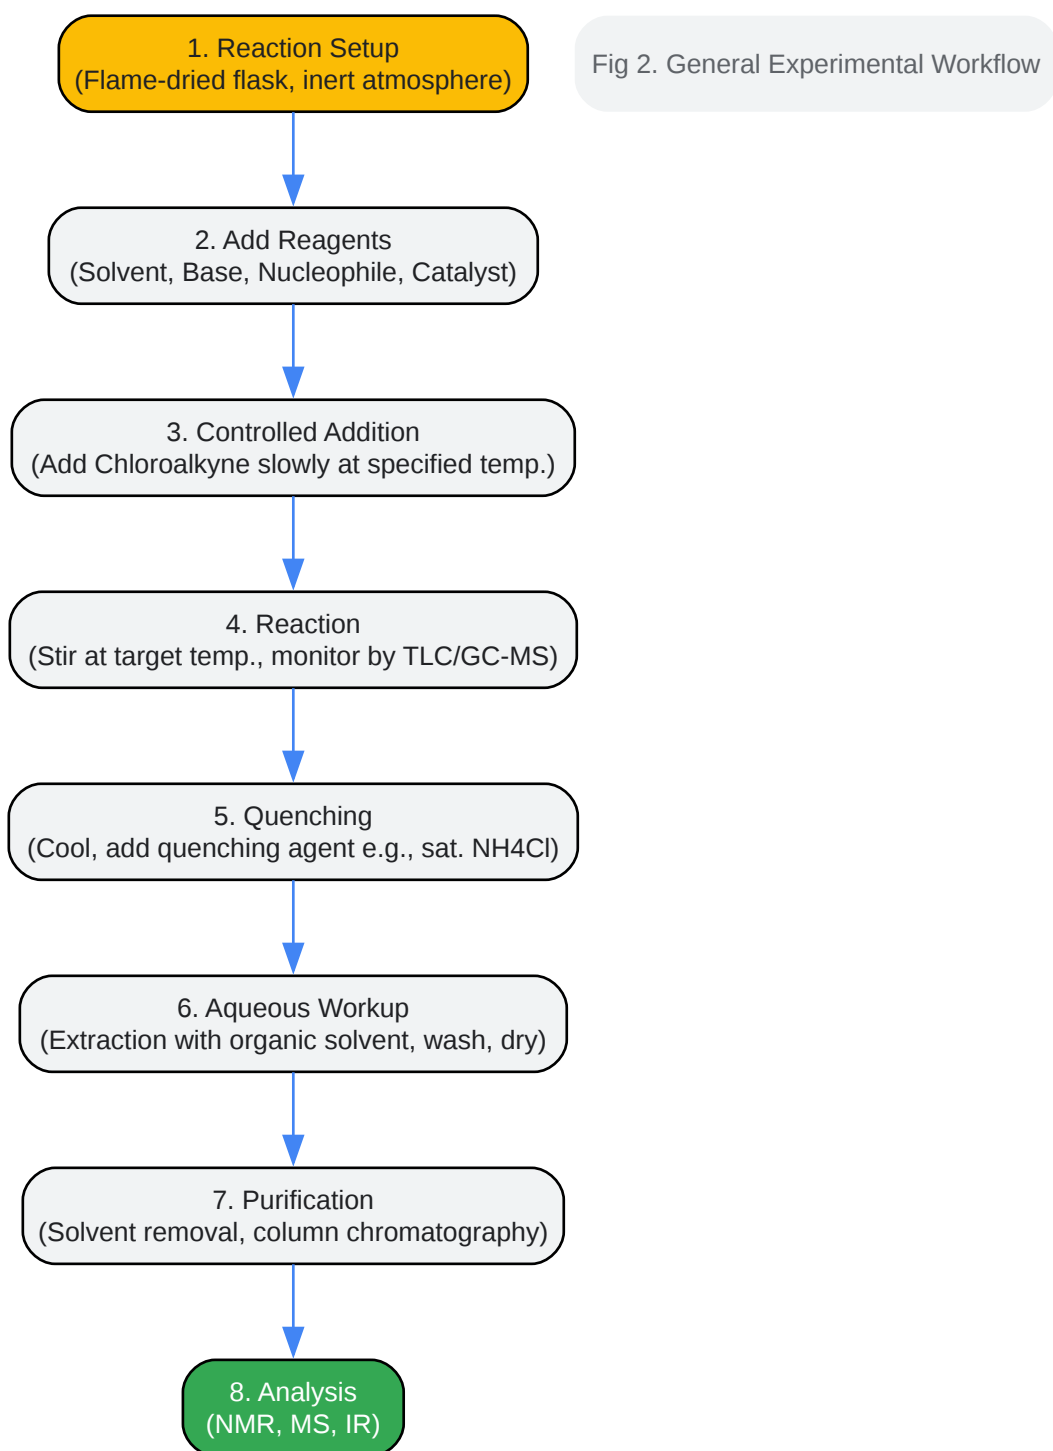 1. Reaction Setup
(Flame-dried flask, inert atmosphere)
Fig 2. General Experimental Workflow
2. Add Reagents
(Solvent, Base, Nucleophile, Catalyst)
3. Controlled Addition
(Add Chloroalkyne slowly at specified temp.)
4. Reaction
(Stir at target temp., monitor by TLC/GC-MS)
5. Quenching
(Cool, add quenching agent e.g., sat. NH4Cl)
6. Aqueous Workup
(Extraction with organic solvent, wash, dry)
7. Purification
(Solvent removal, column chromatography)
8. Analysis
(NMR, MS, IR)